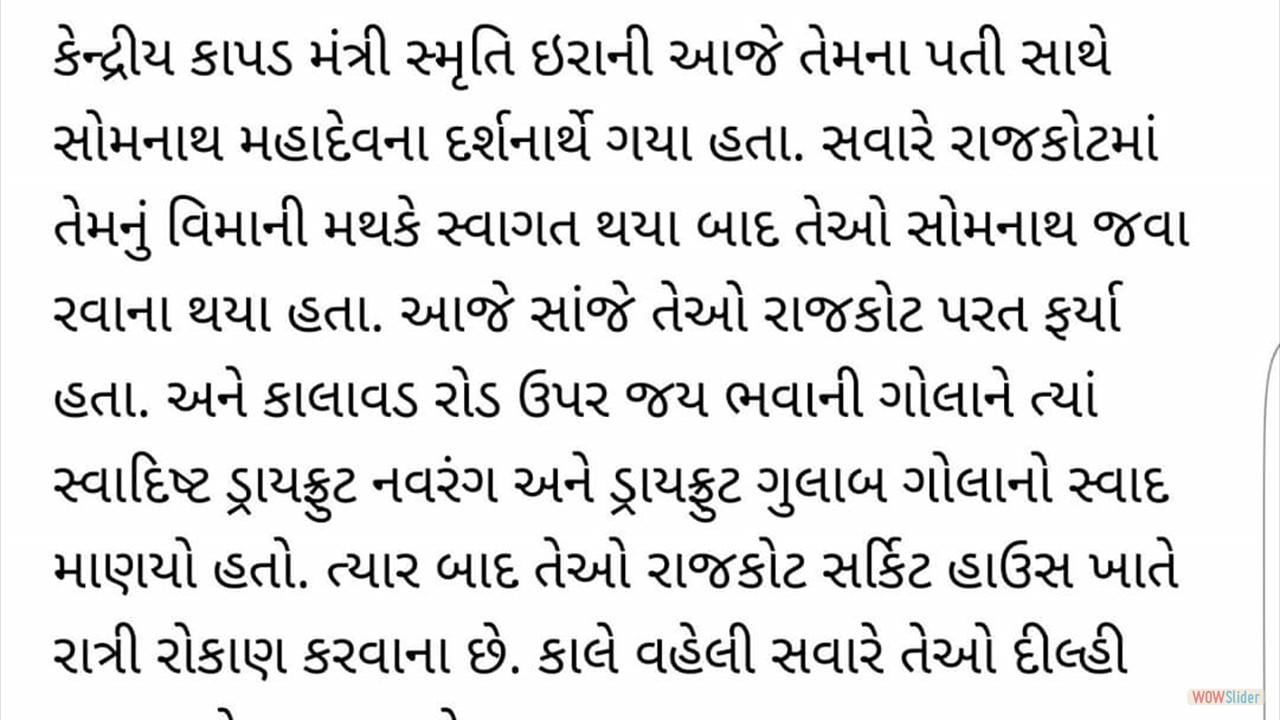 કેન્દ્રીય કાપડ મંત્રી સ્મૃતિ ઇરાની આજે તેમના પતી સાથે
સોમનાથ મહાદેવના દર્શનાર્થે ગયા હતા. સવારે રાજકોટમાં
તેમનું વિમાની મથકે સ્વાગત થયા બાદ તેઓ સોમનાથ જવા
રવાના થયા હતા. આજે સાંજે તેઓ રાજકોટ પરત ફર્યા
હતા. અને કાલાવડ રોડ ઉપર જય ભવાની ગોલાને ત્યાં
સ્વાદિષ્ટ ડ્રાયફ્રુટ નવરંગ અને ડ્રાયફ્રુટ ગુલાબ ગોલાનો સ્વાદ
માણયો હતો. ત્યાર બાદ તેઓ રાજકોટ સર્કિટ હાઉસ ખાતે
રાત્રી રોકાણ કરવાના છે. કાલે વહેલી સવારે તેઓ દીલ્હી
WOWSlider